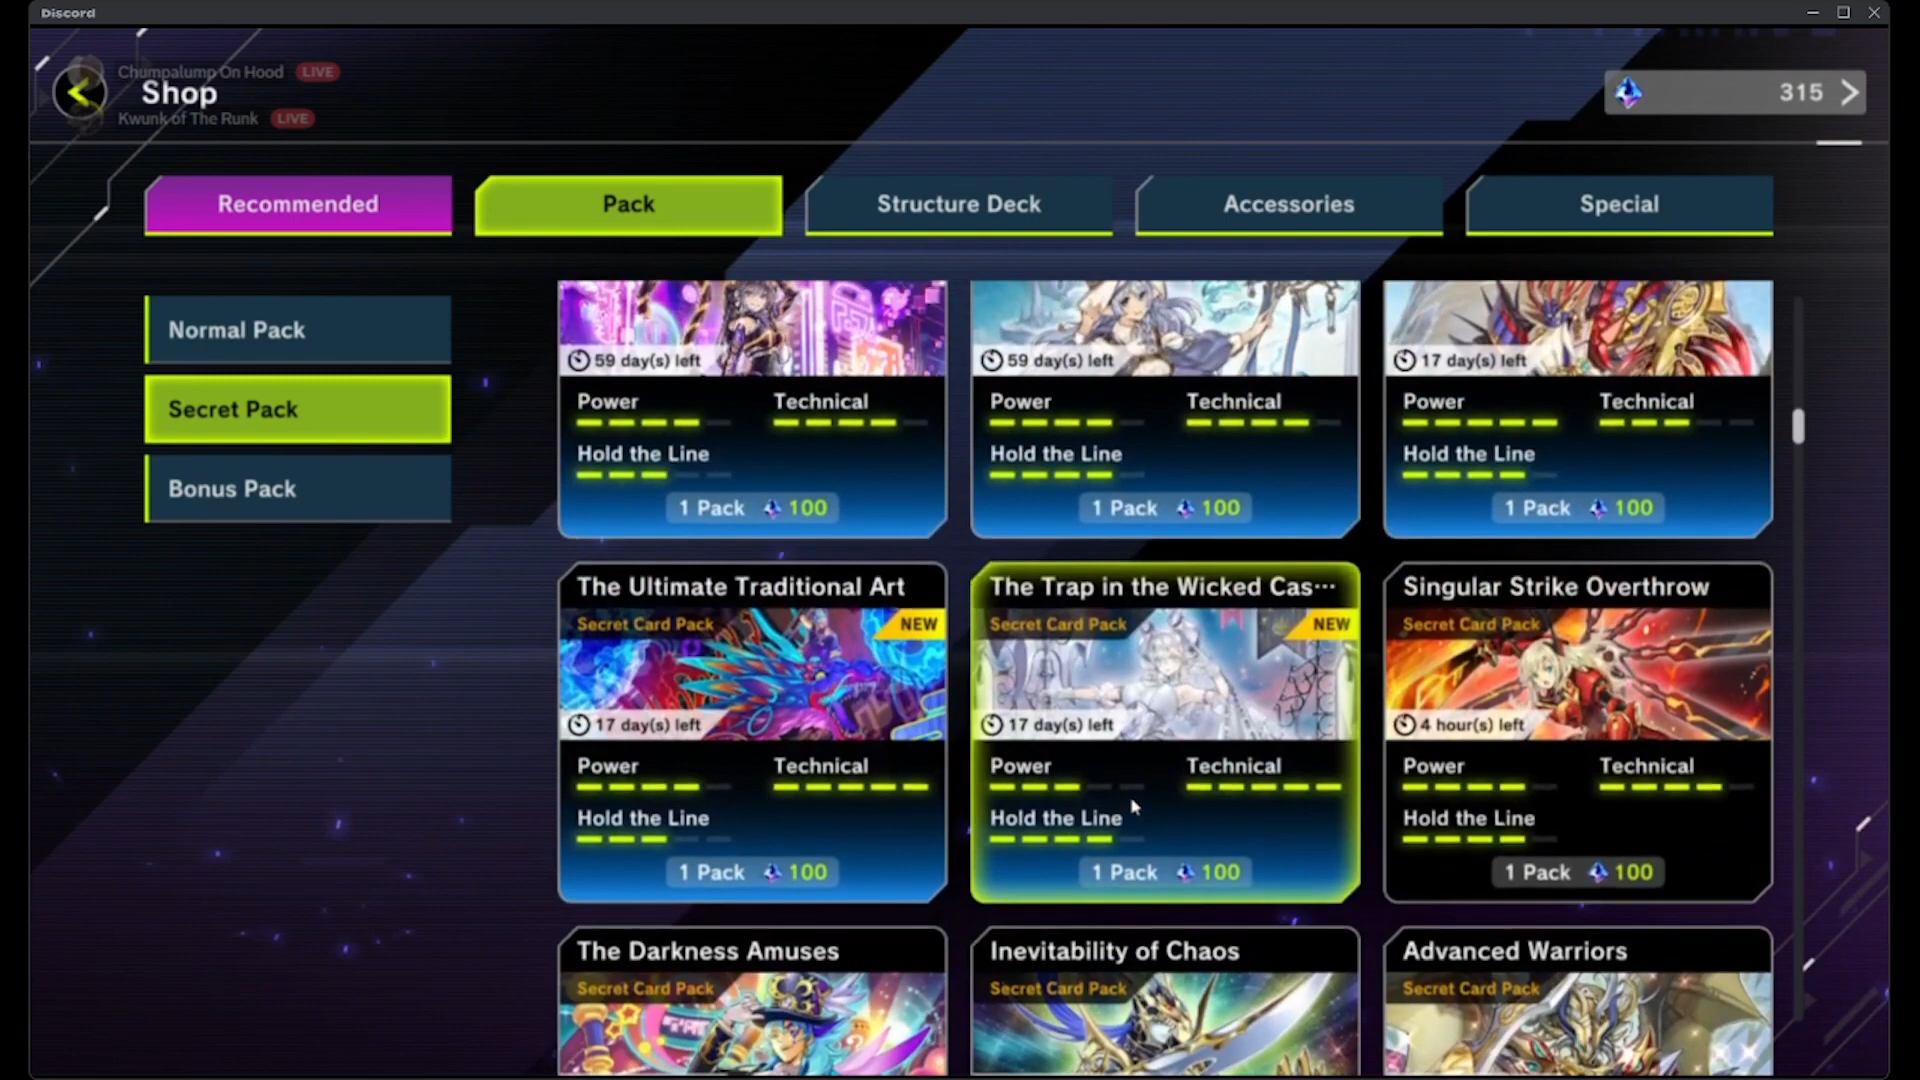 Discord
Chumpalump On Hood LIVE
Shop
Kwunk of The Runk LIVE
315
Recommended
Pack
Structure Deck
Accessories
Special
Normal Pack
Secret Pack
Bonus Pack
59 day(s) left
Power
Technical
Hold the Line
1 Pack 100
59 day(s) left
Power
Technical
Hold the Line
1 Pack 100
17 day(s) left
Power
Technical
Hold the Line
1 Pack 100
The Ultimate Traditional Art
Secret Card Pack
NEW
17 day(s) left
Power
Technical
Hold the Line
1 Pack 100
The Trap in the Wicked Cas···
Secret Card Pack
NEW
17 day(s) left
Power
Technical
Hold the Line
1 Pack 100
Singular Strike Overthrow
Secret Card Pack
4 hour(s) left
Power
Technical
Hold the Line
1 Pack 100
The Darkness Amuses
Secret Card Pack
Inevitability of Chaos
Secret Card Pack
Advanced Warriors
Secret Card Pack